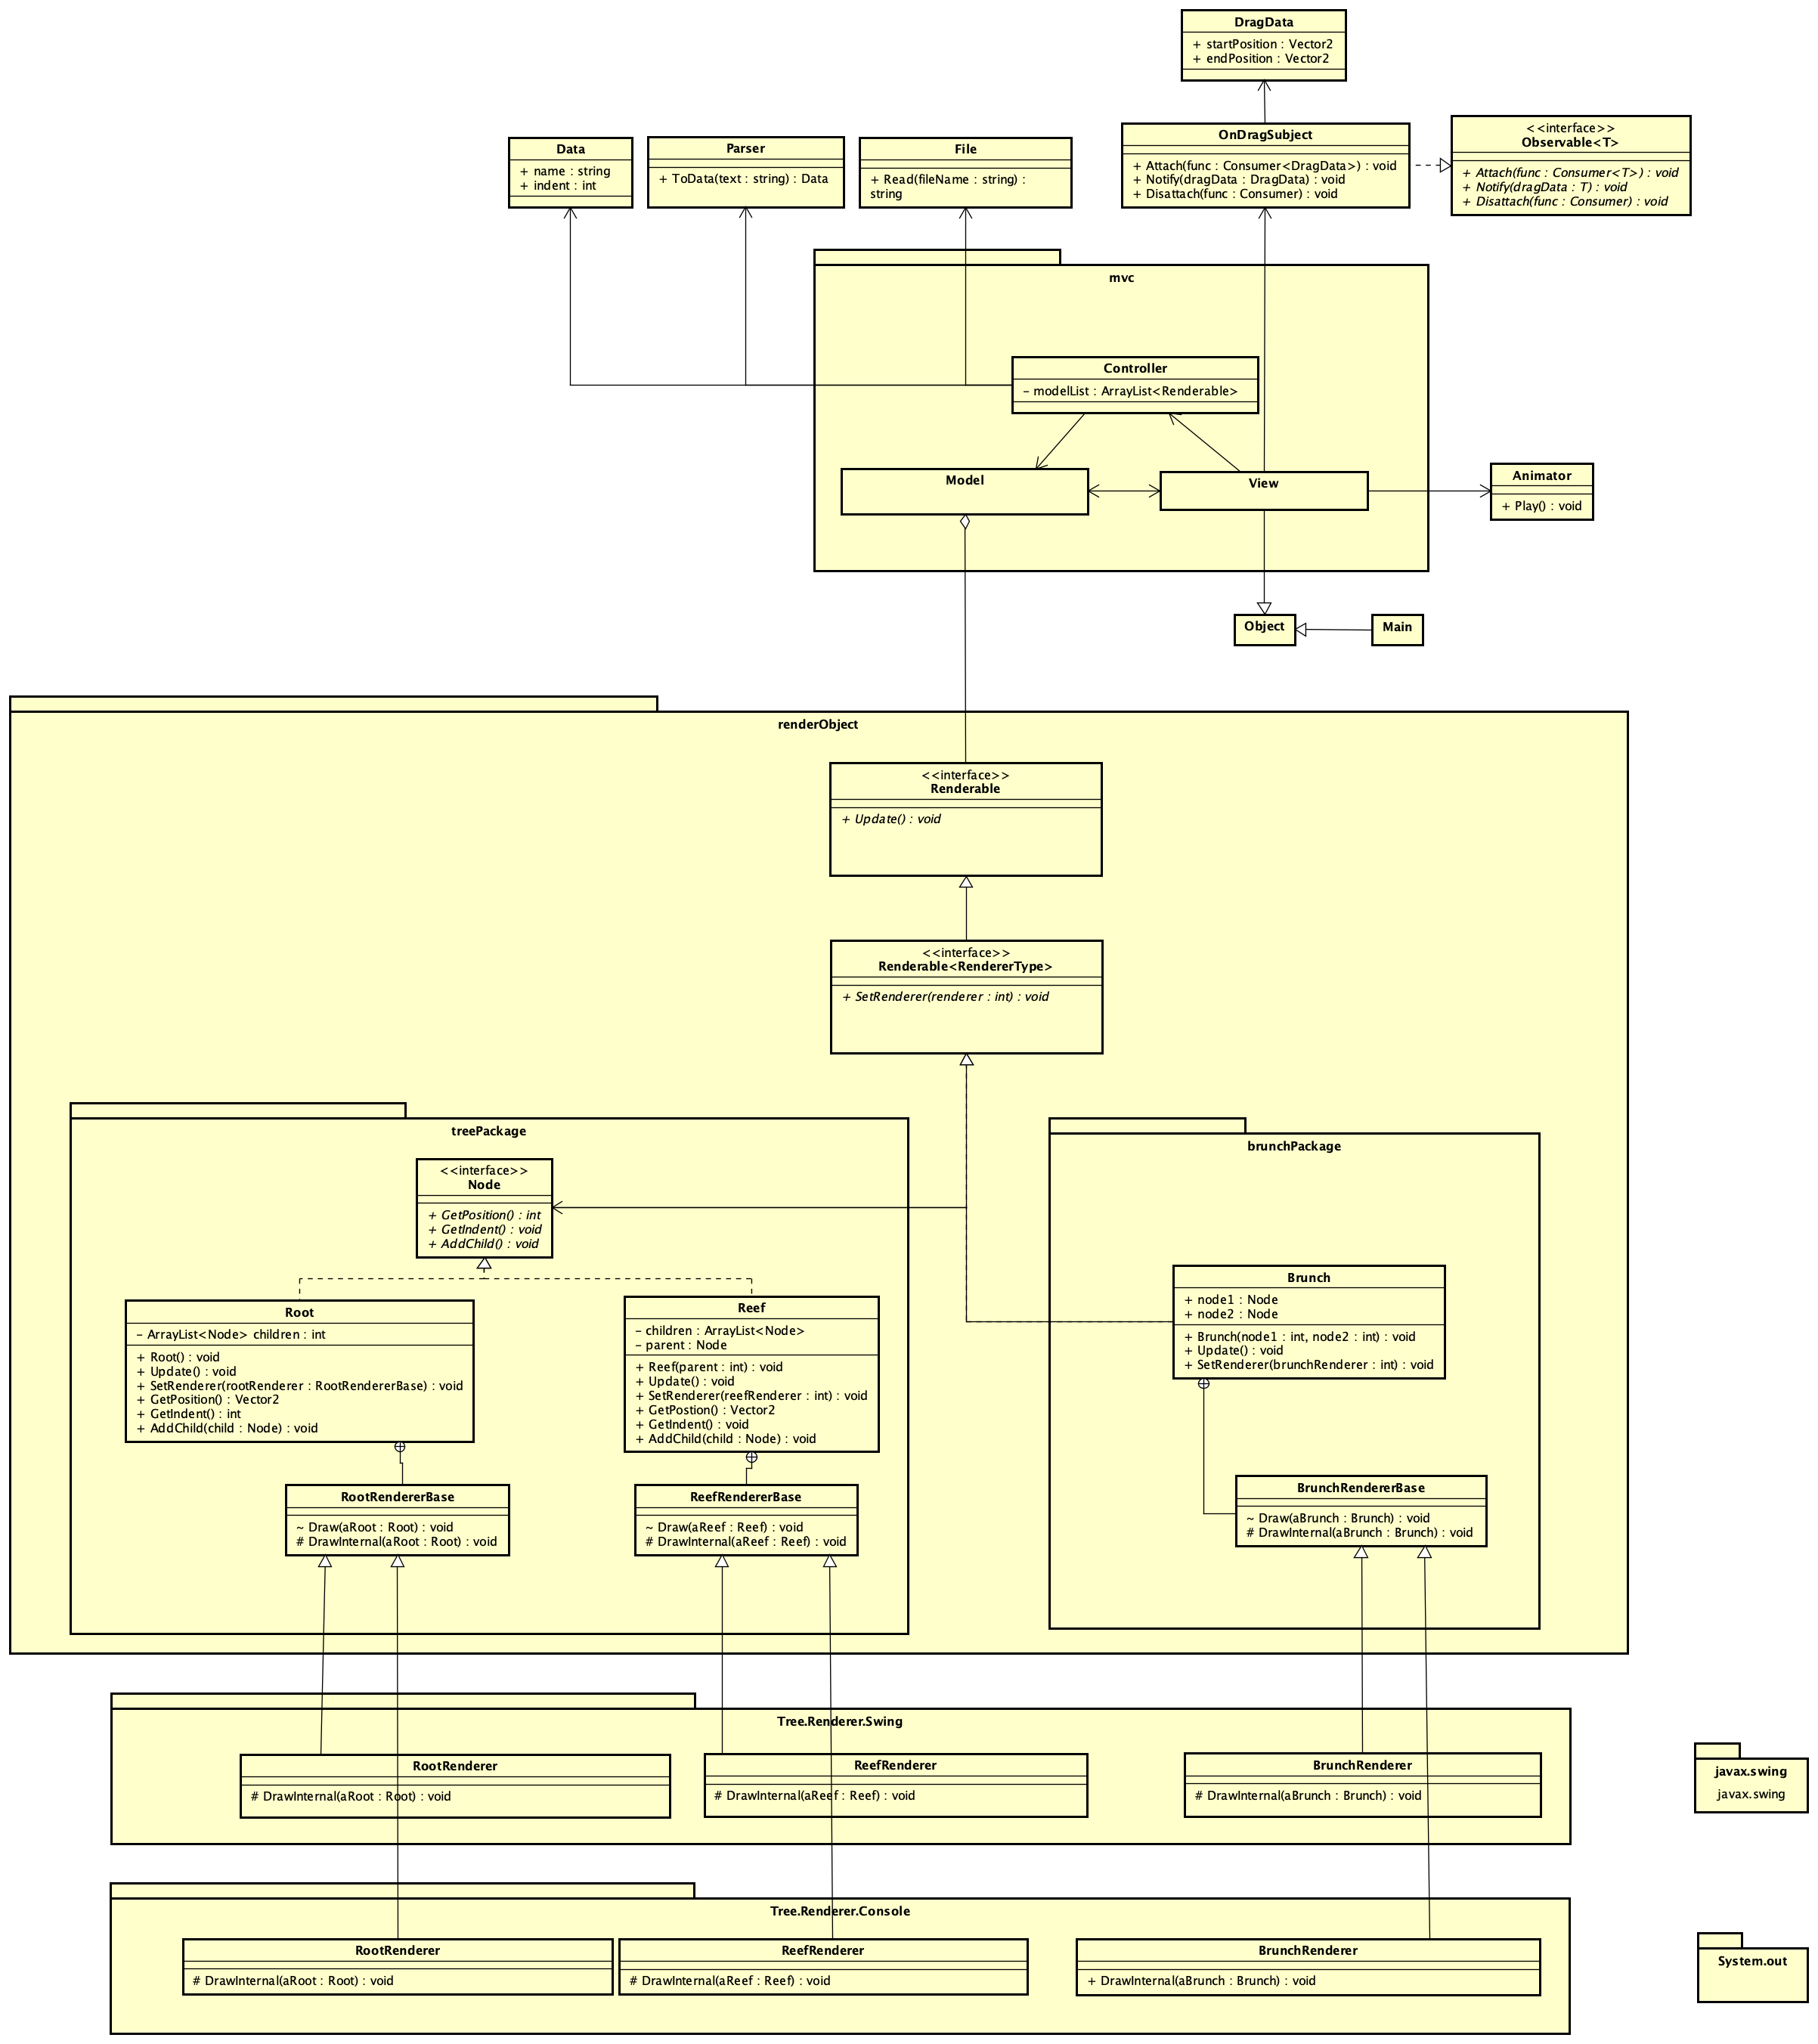 DragData
+ startPosition : Vector2
+ endPosition : Vector2
Data
+ name : string
+ indent : int
Parser
+ ToData(text : string) : Data
File
+ Read(fileName : string) :
string
OnDragSubject
+ Attach(func : Consumer<DragData>) : void
+ Notify(dragData : DragData) : void
+ Disattach(func : Consumer) : void
<<interface>>
Observable<T>
+ Attach(func : Consumer<T>) : void
+ Notify(dragData : T) : void
+ Disattach(func : Consumer) : void
mvc
Controller
- modelList : ArrayList<Renderable>
Model
View
Animator
+ Play() : void
Object
Main
renderObject
<<interface>>
Renderable
+ Update() : void
<<interface>>
Renderable<RendererType>
+ SetRenderer(renderer : int) : void
treePackage
<<interface>>
Node
+ GetPosition() : int
+ GetIndent() : void
+ AddChild() : void
Root
- ArrayList<Node> children : int
+ Root() : void
+ Update() : void
+ SetRenderer(rootRenderer : RootRendererBase) : void
+ GetPosition() : Vector2
+ GetIndent() : int
+ AddChild(child : Node) : void
Reef
- children : ArrayList<Node>
- parent : Node
+ Reef(parent : int) : void
+ Update() : void
+ SetRenderer(reefRenderer : int) : void
+ GetPostion() : Vector2
+ GetIndent() : void
+ AddChild(child : Node) : void
RootRendererBase
~ Draw(aRoot : Root) : void
# DrawInternal(aRoot : Root) : void
ReefRendererBase
~ Draw(aReef : Reef) : void
# DrawInternal(aReef : Reef) : void
brunchPackage
Brunch
+ node1 : Node
+ node2 : Node
+ Brunch(node1 : int, node2 : int) : void
+ Update() : void
+ SetRenderer(brunchRenderer : int) : void
BrunchRendererBase
~ Draw(aBrunch : Brunch) : void
# DrawInternal(aBrunch : Brunch) : void
Tree.Renderer.Swing
RootRenderer
# DrawInternal(aRoot : Root) : void
ReefRenderer
# DrawInternal(aReef : Reef) : void
BrunchRenderer
# DrawInternal(aBrunch : Brunch) : void
javax.swing
javax.swing
Tree.Renderer.Console
RootRenderer
# DrawInternal(aRoot : Root) : void
ReefRenderer
# DrawInternal(aReef : Reef) : void
BrunchRenderer
+ DrawInternal(aBrunch : Brunch) : void
System.out